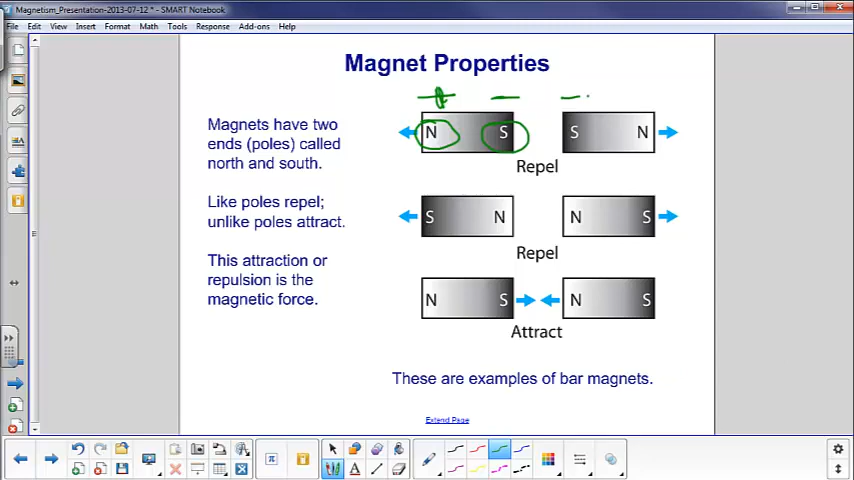 Magnetism_Presentation-2013-07-12 * - SMART Notebook
File Edit View Insert Format Math Tools Response Add-ons Help
Magnet Properties
Magnets have two
ends (poles) called
north and south.
Like poles repel;
unlike poles attract.
This attraction or
repulsion is the
magnetic force.
N S S N
Repel
S N N S
Repel
N S N S
Attract
These are examples of bar magnets.
Extend Page